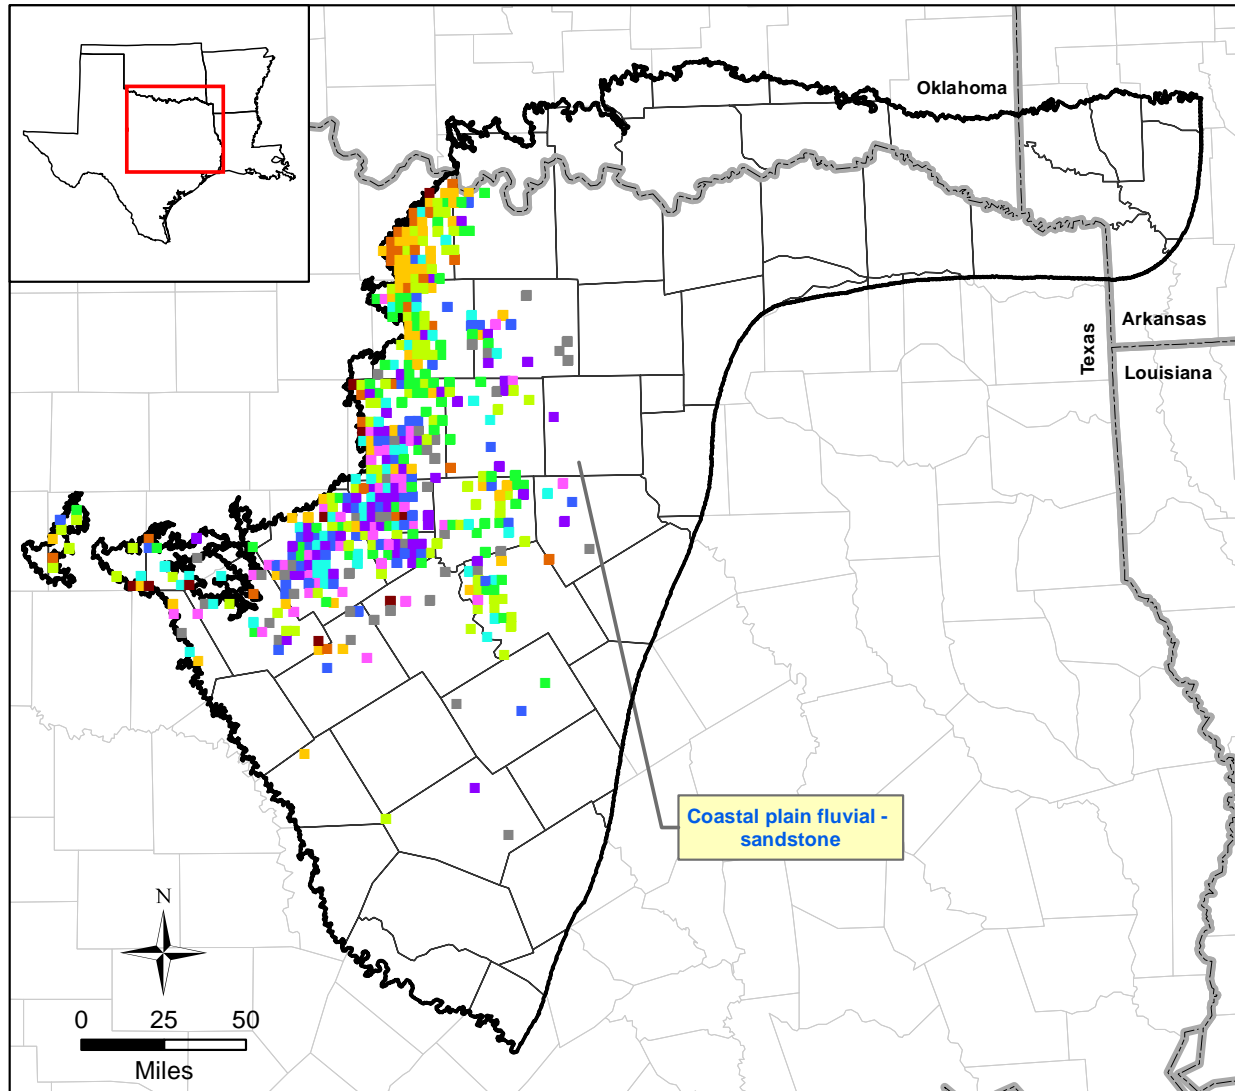 Oklahoma
Texas
Arkansas
Louisiana
Coastal plain fluvial -
sandstone
N
0 25 50
Miles